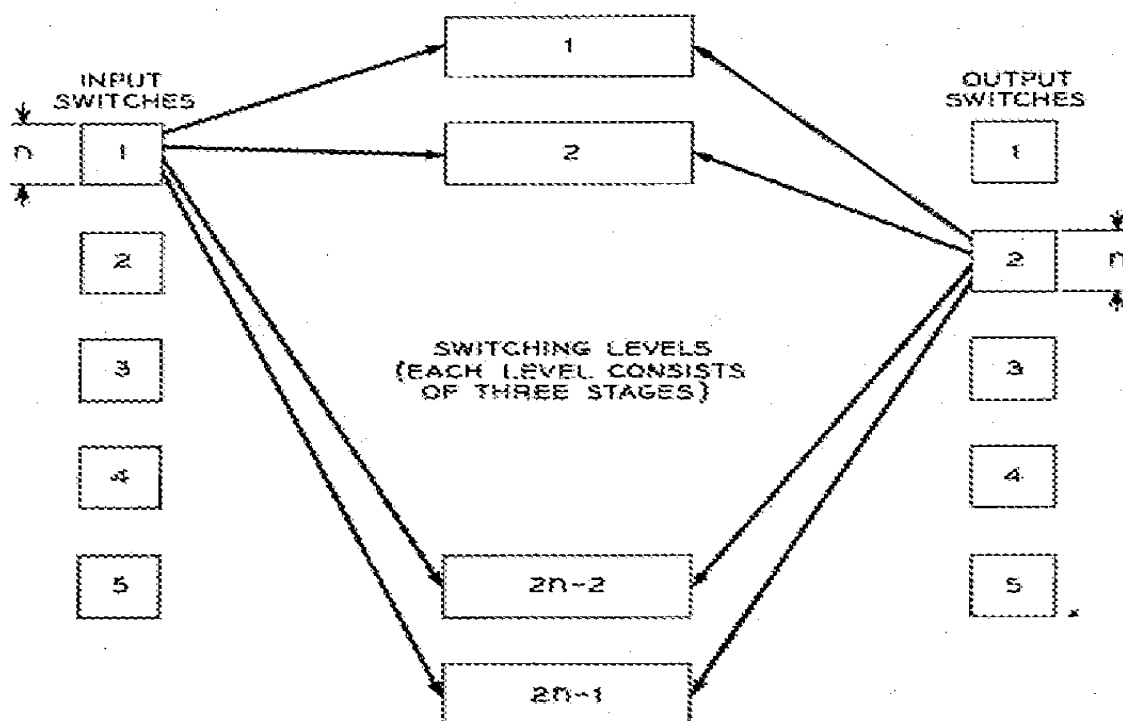 1
INPUT
SWITCHES
OUTPUT
SWITCHES
n
1
2
1
2
2
n
3
SWITCHING LEVELS
(EACH LEVEL CONSISTS
OF THREE STAGES)
3
4
4
5
2n-2
5
2n-1